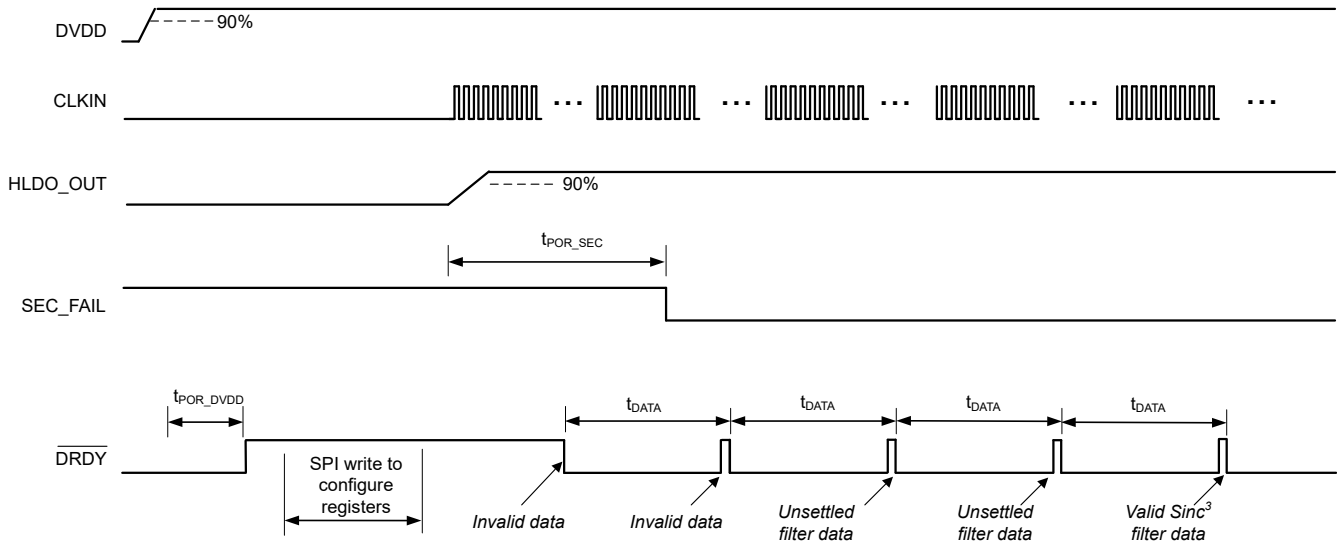 DVDD
90%
CLKIN
... ... ... ... ...
HLDO_OUT
90%
tPOR_SEC
SEC_FAIL
tPOR_DVDD
tDATA
tDATA
tDATA
tDATA
DRDY
SPI write to
configure
registers
Invalid data
Invalid data
Unsettled
filter data
Unsettled
filter data
Valid Sinc³
filter data